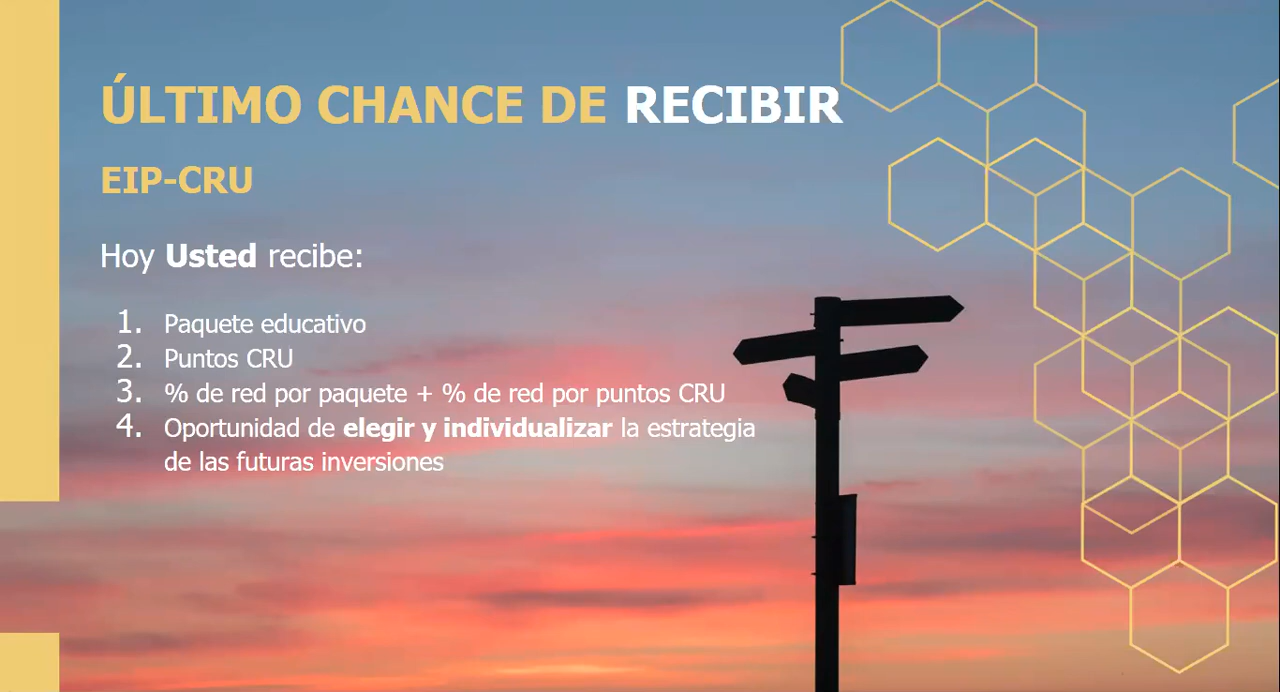 ÚLTIMO CHANCE DE RECIBIR
EIP-CRU
Hoy Usted recibe:
1. Paquete educativo
2. Puntos CRU
3. % de red por paquete + % de red por puntos CRU
4. Oportunidad de elegir y individualizar la estrategia
de las futuras inversiones